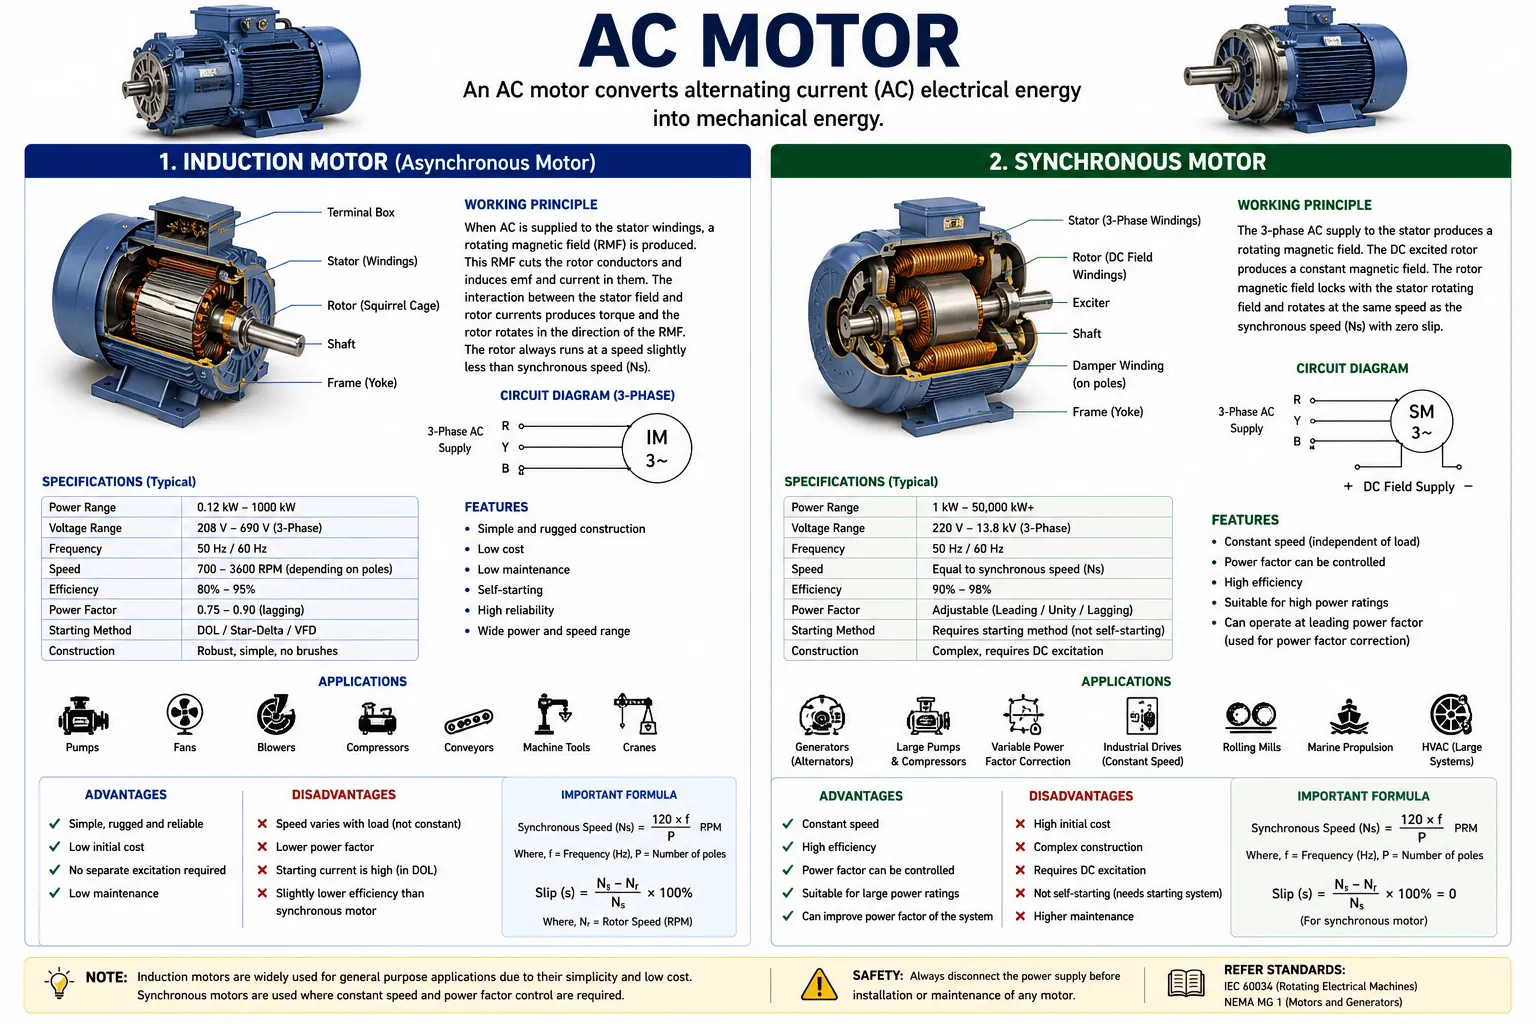 AC MOTOR
An AC motor converts alternating current (AC) electrical energy
into mechanical energy.
1. INDUCTION MOTOR (Asynchronous Motor)
Terminal Box
Stator (Windings)
Rotor (Squirrel Cage)
Shaft
Frame (Yoke)
WORKING PRINCIPLE
When AC is supplied to the stator windings, a
rotating magnetic field (RMF) is produced.
This RMF cuts the rotor conductors and
induces emf and current in them. The
interaction between the stator field and
rotor currents produces torque and the
rotor rotates in the direction of the RMF.
The rotor always runs at a speed slightly
less than synchronous speed (Ns).
CIRCUIT DIAGRAM (3-PHASE)
3-Phase AC
Supply
R
Y
B
IM
3~
SPECIFICATIONS (Typical)
Power Range 0.12 kW – 1000 kW
Voltage Range 208 V – 690 V (3-Phase)
Frequency 50 Hz / 60 Hz
Speed 700 – 3600 RPM (depending on poles)
Efficiency 80% – 95%
Power Factor 0.75 – 0.90 (lagging)
Starting Method DOL / Star-Delta / VFD
Construction Robust, simple, no brushes
FEATURES
• Simple and rugged construction
• Low cost
• Low maintenance
• Self-starting
• High reliability
• Wide power and speed range
APPLICATIONS
Pumps
Fans
Blowers
Compressors
Conveyors
Machine Tools
Cranes
ADVANTAGES
✓ Simple, rugged and reliable
✓ Low initial cost
✓ No separate excitation required
✓ Low maintenance
DISADVANTAGES
✗ Speed varies with load (not constant)
✗ Lower power factor
✗ Starting current is high (in DOL)
✗ Slightly lower efficiency than
synchronous motor
IMPORTANT FORMULA
Synchronous Speed (Ns) = 120 × f / P RPM
Where, f = Frequency (Hz), P = Number of poles
Slip (s) = Ns – Nr / Ns × 100%
Where, Nr = Rotor Speed (RPM)
2. SYNCHRONOUS MOTOR
Stator (3-Phase Windings)
Rotor (DC Field
Windings)
Exciter
Shaft
Damper Winding
(on poles)
Frame (Yoke)
WORKING PRINCIPLE
The 3-phase AC supply to the stator produces a
rotating magnetic field. The DC excited rotor
produces a constant magnetic field. The rotor
magnetic field locks with the stator rotating
field and rotates at the same speed as the
synchronous speed (Ns) with zero slip.
CIRCUIT DIAGRAM
3-Phase AC
Supply
R
Y
B
SM
3~
+ DC Field Supply −
SPECIFICATIONS (Typical)
Power Range 1 kW – 50,000 kW+
Voltage Range 220 V – 13.8 kV (3-Phase)
Frequency 50 Hz / 60 Hz
Speed Equal to synchronous speed (Ns)
Efficiency 90% – 98%
Power Factor Adjustable (Leading / Unity / Lagging)
Starting Method Requires starting method (not self-starting)
Construction Complex, requires DC excitation
FEATURES
• Constant speed (independent of load)
• Power factor can be controlled
• High efficiency
• Suitable for high power ratings
• Can operate at leading power factor
(used for power factor correction)
APPLICATIONS
Generators
(Alternators)
Large Pumps
& Compressors
Variable Power
Factor Correction
Industrial Drives
(Constant Speed)
Rolling Mills
Marine Propulsion
HVAC (Large
Systems)
ADVANTAGES
✓ Constant speed
✓ High efficiency
✓ Power factor can be controlled
✓ Suitable for large power ratings
✓ Can improve power factor of the system
DISADVANTAGES
✗ High initial cost
✗ Complex construction
✗ Requires DC excitation
✗ Not self-starting (needs starting system)
✗ Higher maintenance
IMPORTANT FORMULA
Synchronous Speed (Ns) = 120 × f / P PRM
Where, f = Frequency (Hz), P = Number of poles
Slip (s) = Ns – Nr / Ns × 100% = 0
(For synchronous motor)
NOTE: Induction motors are widely used for general purpose applications due to their simplicity and low cost.
Synchronous motors are used where constant speed and power factor control are required.
SAFETY: Always disconnect the power supply before
installation or maintenance of any motor.
REFER STANDARDS:
IEC 60034 (Rotating Electrical Machines)
NEMA MG 1 (Motors and Generators)